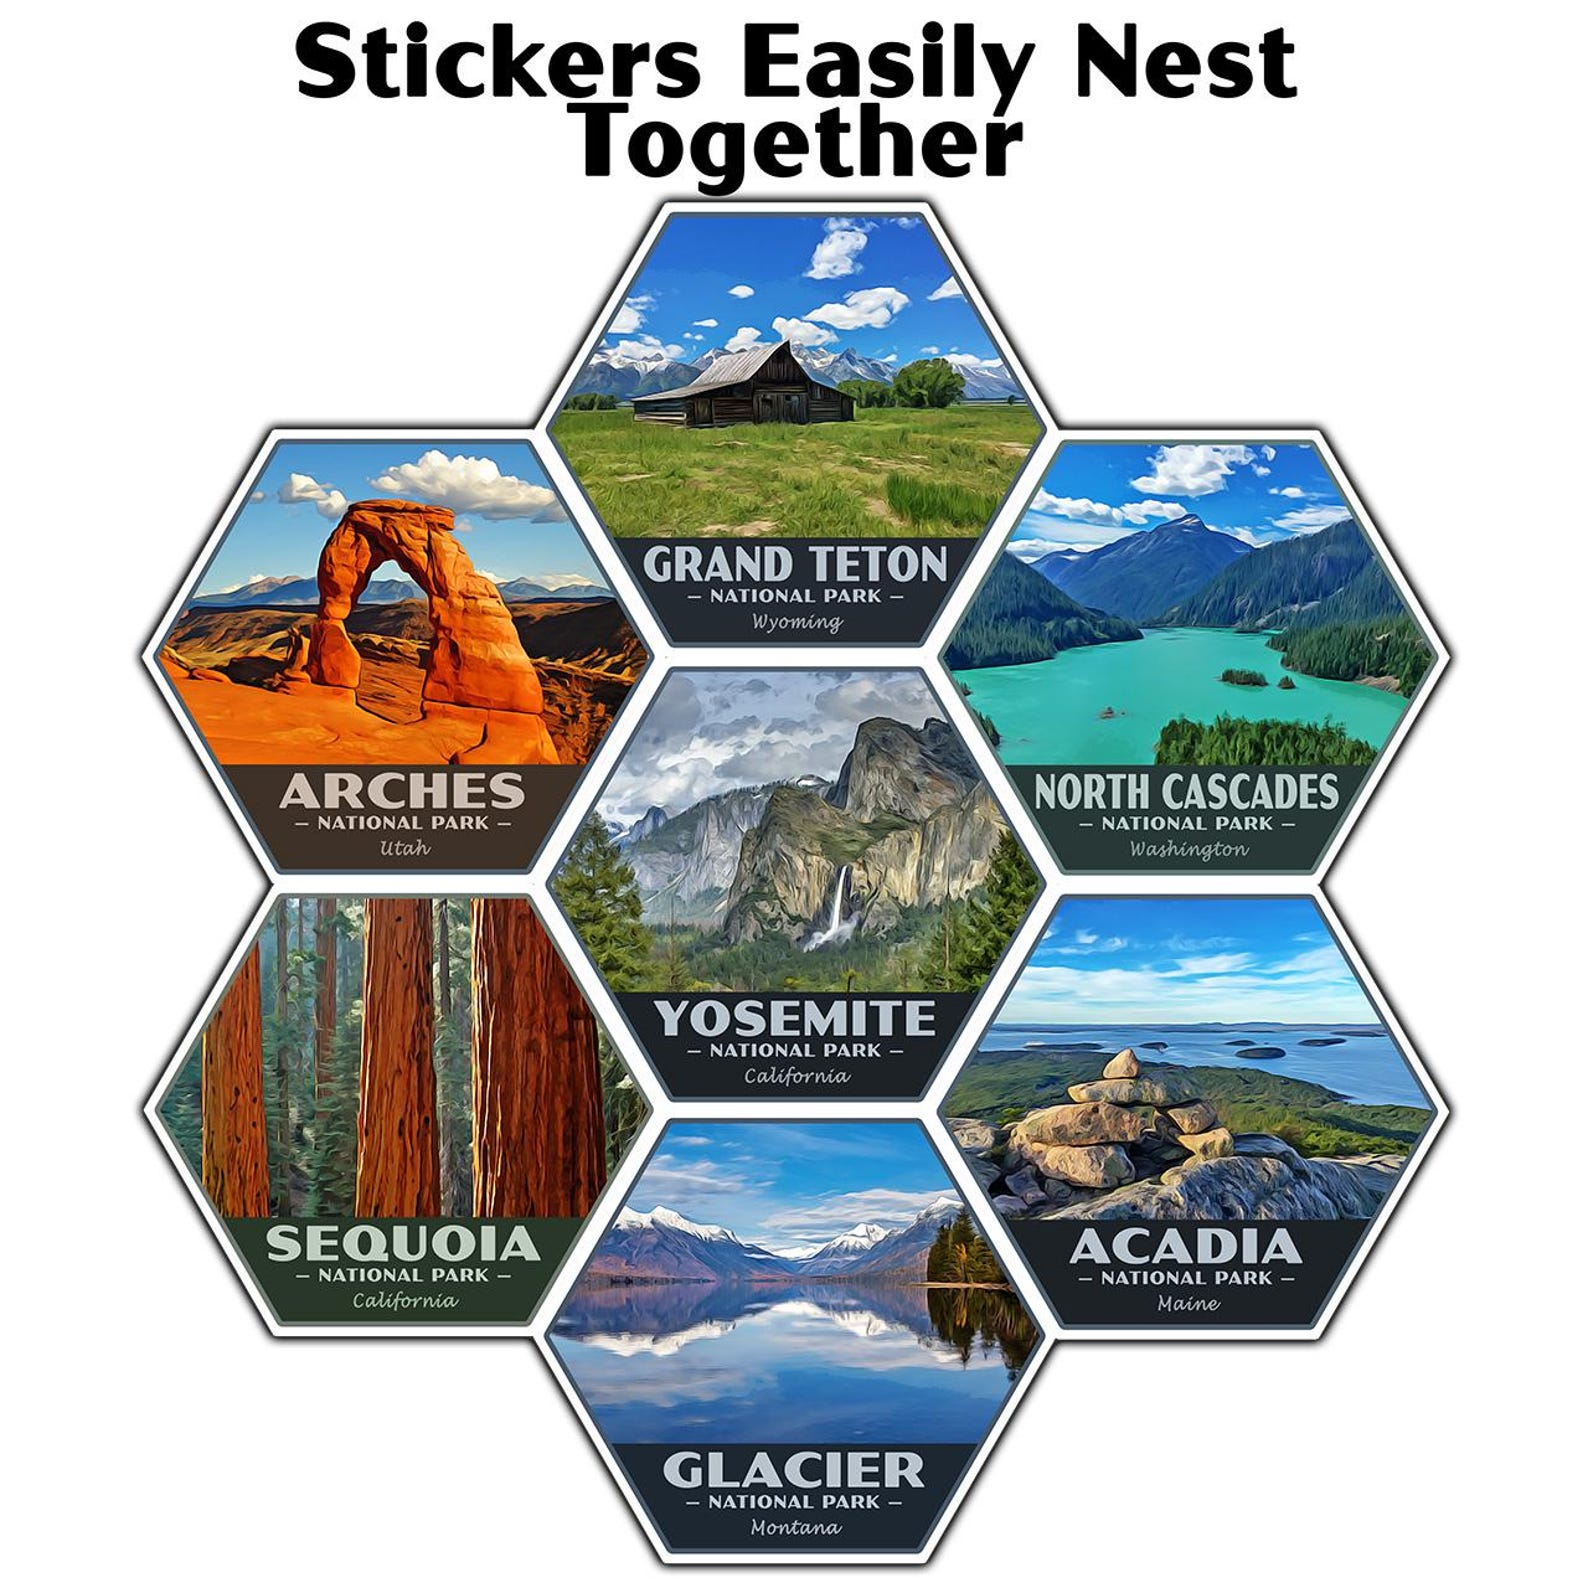 Stickers Easily Nest
Together
GRAND TETON
– NATIONAL PARK –
Wyoming
ARCHES
– NATIONAL PARK –
Utah
NORTH CASCADES
– NATIONAL PARK –
Washington
YOSEMITE
– NATIONAL PARK –
California
SEQUOIA
– NATIONAL PARK –
California
ACADIA
– NATIONAL PARK –
Maine
GLACIER
– NATIONAL PARK –
Montana